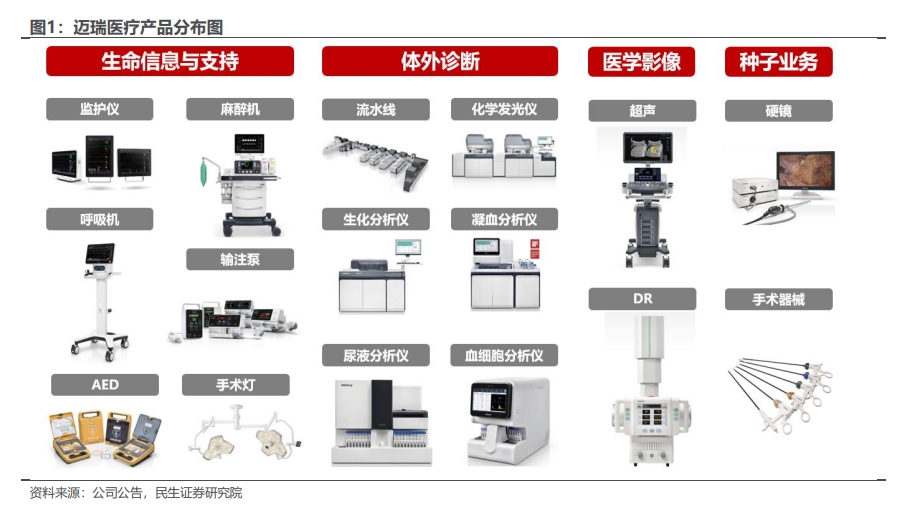 图1：迈瑞医疗产品分布图
生命信息与支持
体外诊断
医学影像
种子业务
监护仪
麻醉机
流水线
化学发光仪
超声
硬镜
呼吸机
生化分析仪
凝血分析仪
输注泵
DR
手术器械
尿液分析仪
血细胞分析仪
AED
手术灯
资料来源：公司公告，民生证券研究院